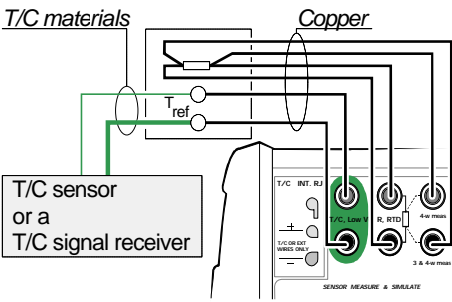 T/C materials
Copper
Tref
T/C sensor
or a
T/C signal receiver
T/C INT. RJ
T/C, Low V
R, RTD
4-w meas
+
T/C OR EXT
WIRES ONLY
−
3 & 4-w meas
SENSOR MEASURE & SIMULATE